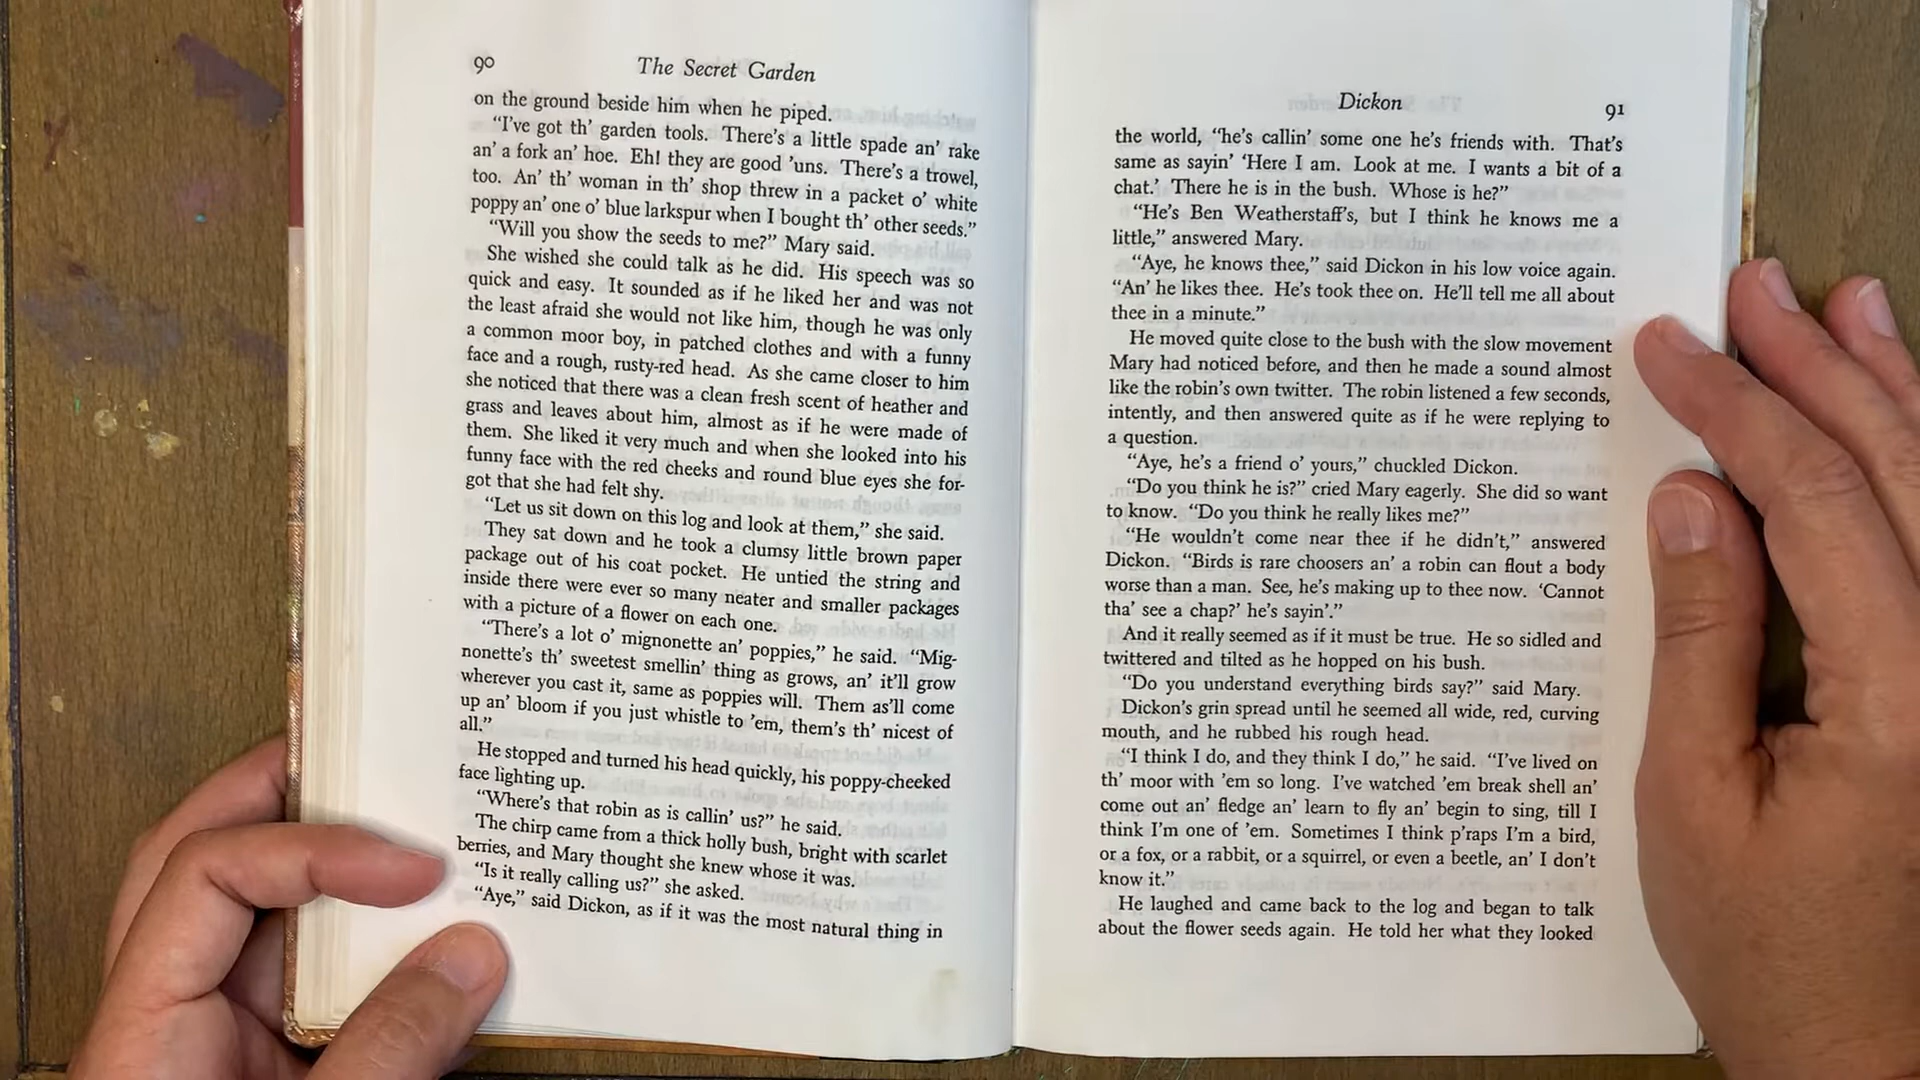 90
The Secret Garden
on the ground beside him when he piped.
“I’ve got th’ garden tools. There’s a little spade an’ rake
an’ a fork an’ hoe. Eh! they are good ’uns. There’s a trowel,
too. An’ th’ woman in th’ shop threw in a packet o’ white
poppy an’ one o’ blue larkspur when I bought th’ other seeds.”
“Will you show the seeds to me?” Mary said.
She wished she could talk as he did. His speech was so
quick and easy. It sounded as if he liked her and was not
the least afraid she would not like him, though he was only
a common moor boy, in patched clothes and with a funny
face and a rough, rusty-red head. As she came closer to him
she noticed that there was a clean fresh scent of heather and
grass and leaves about him, almost as if he were made of
them. She liked it very much and when she looked into his
funny face with the red cheeks and round blue eyes she for-
got that she had felt shy.
“Let us sit down on this log and look at them,” she said.
They sat down and he took a clumsy little brown paper
package out of his coat pocket. He untied the string and
inside there were ever so many neater and smaller packages
with a picture of a flower on each one.
“There’s a lot o’ mignonette an’ poppies,” he said. “Mig-
nonette’s th’ sweetest smellin’ thing as grows, an’ it’ll grow
wherever you cast it, same as poppies will. Them as’ll come
up an’ bloom if you just whistle to ’em, them’s th’ nicest of
all.”
He stopped and turned his head quickly, his poppy-cheeked
face lighting up.
“Where’s that robin as is callin’ us?” he said.
The chirp came from a thick holly bush, bright with scarlet
berries, and Mary thought she knew whose it was.
“Is it really calling us?” she asked.
“Aye,” said Dickon, as if it was the most natural thing in
Dickon
91
the world, “he’s callin’ some one he’s friends with. That’s
same as sayin’ ‘Here I am. Look at me. I wants a bit of a
chat.’ There he is in the bush. Whose is he?”
“He’s Ben Weatherstaff’s, but I think he knows me a
little,” answered Mary.
“Aye, he knows thee,” said Dickon in his low voice again.
“An’ he likes thee. He’s took thee on. He’ll tell me all about
thee in a minute.”
He moved quite close to the bush with the slow movement
Mary had noticed before, and then he made a sound almost
like the robin’s own twitter. The robin listened a few seconds,
intently, and then answered quite as if he were replying to
a question.
“Aye, he’s a friend o’ yours,” chuckled Dickon.
“Do you think he is?” cried Mary eagerly. She did so want
to know. “Do you think he really likes me?”
“He wouldn’t come near thee if he didn’t,” answered
Dickon. “Birds is rare choosers an’ a robin can flout a body
worse than a man. See, he’s making up to thee now. ‘Cannot
tha’ see a chap?’ he’s sayin’.”
And it really seemed as if it must be true. He so sidled and
twittered and tilted as he hopped on his bush.
“Do you understand everything birds say?” said Mary.
Dickon’s grin spread until he seemed all wide, red, curving
mouth, and he rubbed his rough head.
“I think I do, and they think I do,” he said. “I’ve lived on
th’ moor with ’em so long. I’ve watched ’em break shell an’
come out an’ fledge an’ learn to fly an’ begin to sing, till I
think I’m one of ’em. Sometimes I think p’raps I’m a bird,
or a fox, or a rabbit, or a squirrel, or even a beetle, an’ I don’t
know it.”
He laughed and came back to the log and began to talk
about the flower seeds again. He told her what they looked